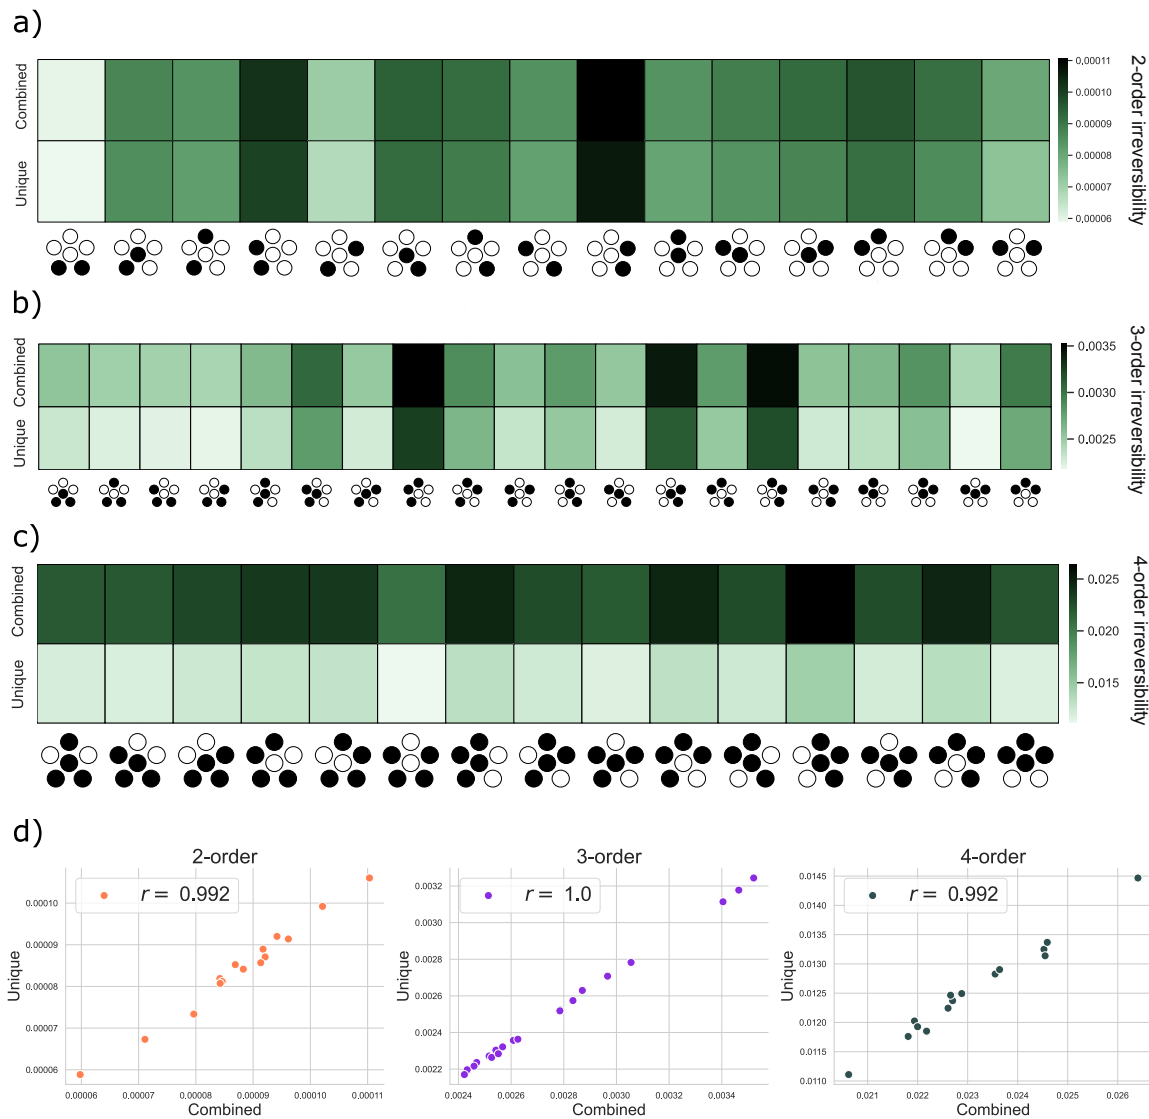 a)
Combined
Unique
0.00011
0.00010
0.00009
0.00008
0.00007
0.00006
2-order irreversibility
b)
Combined
Unique
0.0035
0.0030
0.0025
3-order irreversibility
c)
Combined
Unique
0.025
0.020
0.015
4-order irreversibility
d)
2-order
r = 0.992
Unique
0.00010
0.00009
0.00008
0.00007
0.00006
0.00006 0.00007 0.00008 0.00009 0.00010 0.00011
Combined
3-order
r = 1.0
Unique
0.0032
0.0030
0.0028
0.0026
0.0024
0.0022
0.0024 0.0026 0.0028 0.0030 0.0032 0.0034
Combined
4-order
r = 0.992
Unique
0.0145
0.0140
0.0135
0.0130
0.0125
0.0120
0.0115
0.0110
0.021 0.022 0.023 0.024 0.025 0.026
Combined